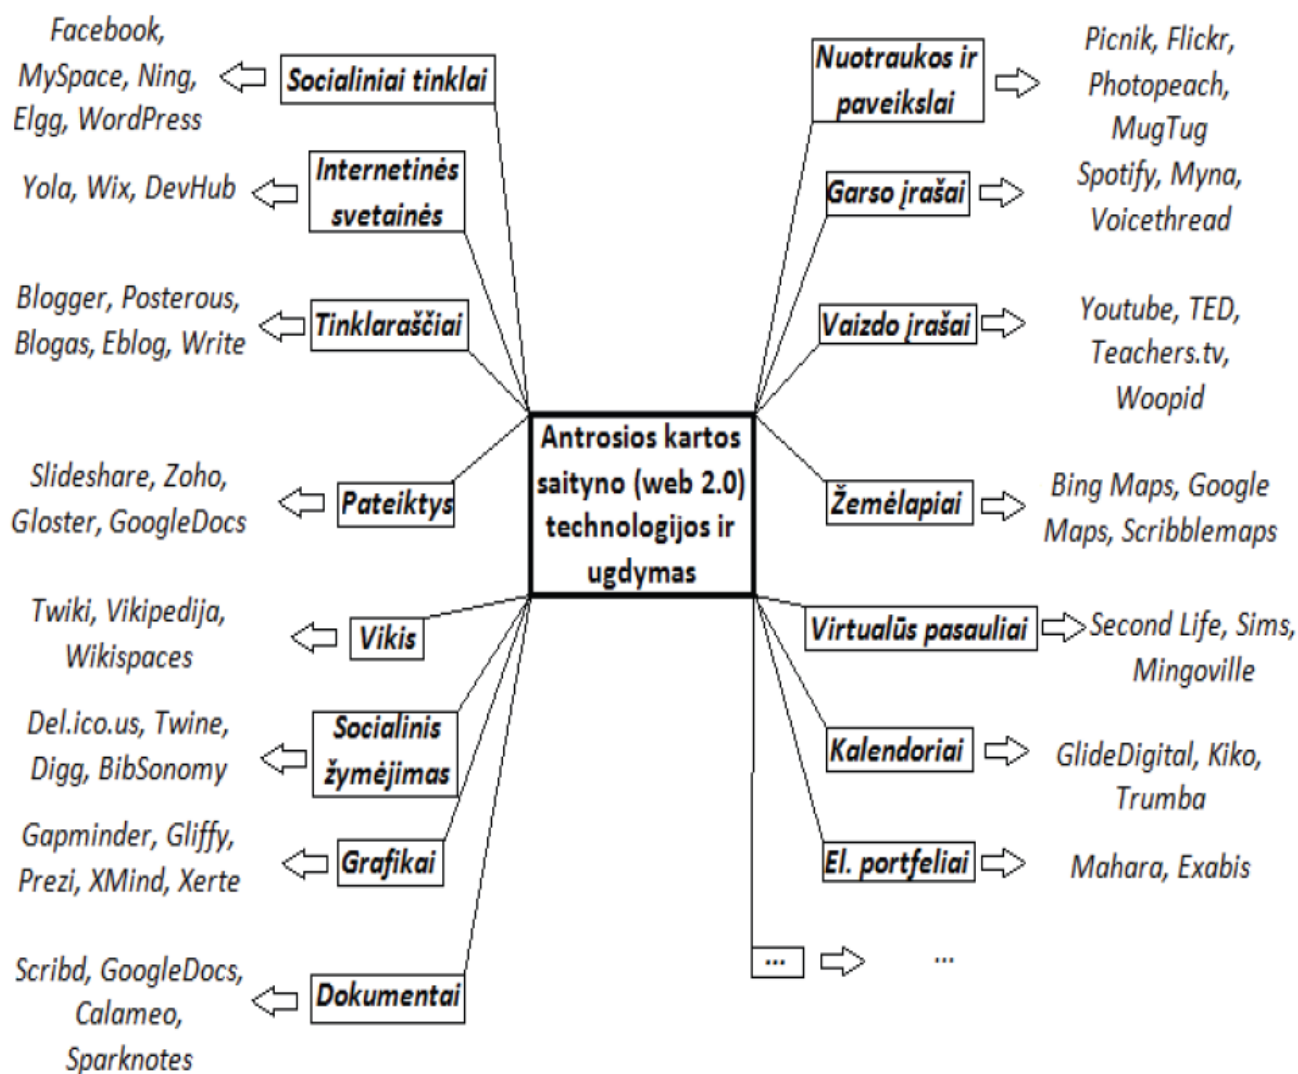 Facebook,
MySpace, Ning,
Elgg, WordPress
Socialiniai tinklai
Yola, Wix, DevHub
Internetinės
svetainės
Blogger, Posterous,
Blogas, Eblog, Write
Tinklaraščiai
Slideshare, Zoho,
Gloster, GoogleDocs
Pateiktys
Twiki, Vikipedija,
Wikispaces
Vikis
Del.ico.us, Twine,
Digg, BibSonomy
Socialinis
žymėjimas
Gapminder, Gliffy,
Prezi, XMind, Xerte
Grafikai
Scribd, GoogleDocs,
Calameo,
Sparknotes
Dokumentai
Antrosios kartos
saityno (web 2.0)
technologijos ir
ugdymas
Nuotraukos ir
paveikslai
Picnik, Flickr,
Photopeach,
MugTug
Garso įrašai
Spotify, Myna,
Voicethread
Vaizdo įrašai
Youtube, TED,
Teachers.tv,
Woopid
Žemėlapiai
Bing Maps, Google
Maps, Scribblemaps
Virtualūs pasauliai
Second Life, Sims,
Mingoville
Kalendoriai
GlideDigital, Kiko,
Trumba
El. portfeliai
Mahara, Exabis
...
...